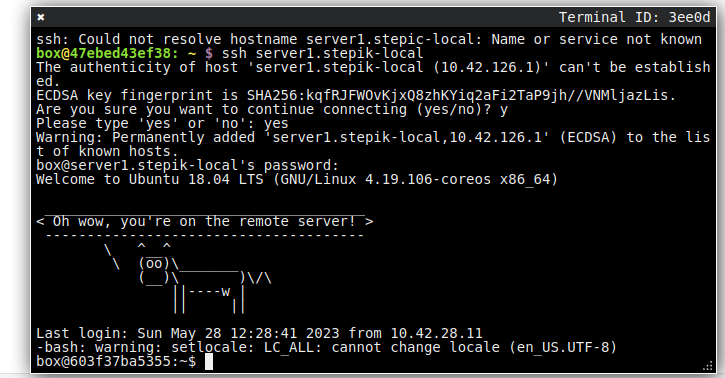 ✖ Terminal ID: 3ee0d
ssh: Could not resolve hostname server1.stepic-local: Name or service not known
box@47ebed43ef38: ~ $ ssh server1.stepik-local
The authenticity of host 'server1.stepik-local (10.42.126.1)' can't be establish
ed.
ECDSA key fingerprint is SHA256:kqfRJFWOvKjxQ8zhKYiq2aFi2TaP9jh//VNMljazLis.
Are you sure you want to continue connecting (yes/no)? y
Please type 'yes' or 'no': yes
Warning: Permanently added 'server1.stepik-local,10.42.126.1' (ECDSA) to the lis
t of known hosts.
box@server1.stepik-local's password:
Welcome to Ubuntu 18.04 LTS (GNU/Linux 4.19.106-coreos x86_64)
 ______________________________________
< Oh wow, you're on the remote server! >
 --------------------------------------
        \   ^__^
         \  (oo)\_______
            (__)\       )\/\
                ||----w |
                ||     ||
Last login: Sun May 28 12:28:41 2023 from 10.42.28.11
-bash: warning: setlocale: LC_ALL: cannot change locale (en_US.UTF-8)
box@603f37ba5355:~$